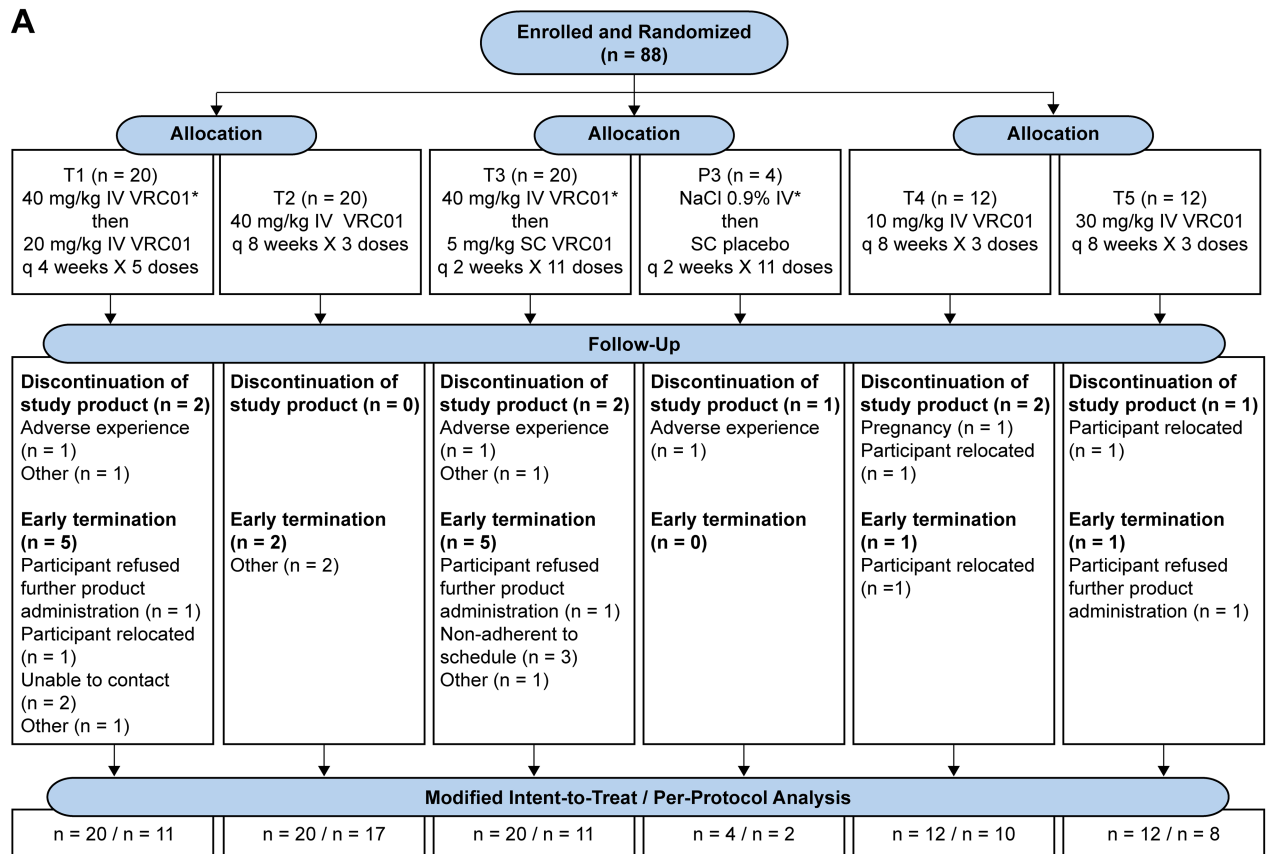 A
Enrolled and Randomized
(n = 88)
Allocation
Allocation
Allocation
T1 (n = 20)
40 mg/kg IV VRC01*
then
20 mg/kg IV VRC01
q 4 weeks X 5 doses
T2 (n = 20)
40 mg/kg IV  VRC01
q 8 weeks X 3 doses
T3 (n = 20)
40 mg/kg IV VRC01*
then
5 mg/kg SC VRC01
q 2 weeks X 11 doses
P3 (n = 4)
NaCl 0.9% IV*
then
SC placebo
q 2 weeks X 11 doses
T4 (n = 12)
10 mg/kg IV VRC01
q 8 weeks X 3 doses
T5 (n = 12)
30 mg/kg IV VRC01
q 8 weeks X 3 doses
Follow-Up
Discontinuation of
study product (n = 2)
Adverse experience
(n = 1)
Other (n = 1)
Early termination
(n = 5)
Participant refused
further product
administration (n = 1)
Participant relocated
(n = 1)
Unable to contact
(n = 2)
Other (n = 1)
Discontinuation of
study product (n = 0)
Early termination
(n = 2)
Other (n = 2)
Discontinuation of
study product (n = 2)
Adverse experience
(n = 1)
Other (n = 1)
Early termination
(n = 5)
Participant refused
further product
administration (n = 1)
Non-adherent to
schedule (n = 3)
Other (n = 1)
Discontinuation of
study product (n = 1)
Adverse experience
(n = 1)
Early termination
(n = 0)
Discontinuation of
study product (n = 2)
Pregnancy (n = 1)
Participant relocated
(n = 1)
Early termination
(n = 1)
Participant relocated
(n =1)
Discontinuation of
study product (n = 1)
Participant relocated
(n = 1)
Early termination
(n = 1)
Participant refused
further product
administration (n = 1)
Modified Intent-to-Treat / Per-Protocol Analysis
n = 20 / n = 11
n = 20 / n = 17
n = 20 / n = 11
n = 4 / n = 2
n = 12 / n = 10
n = 12 / n = 8